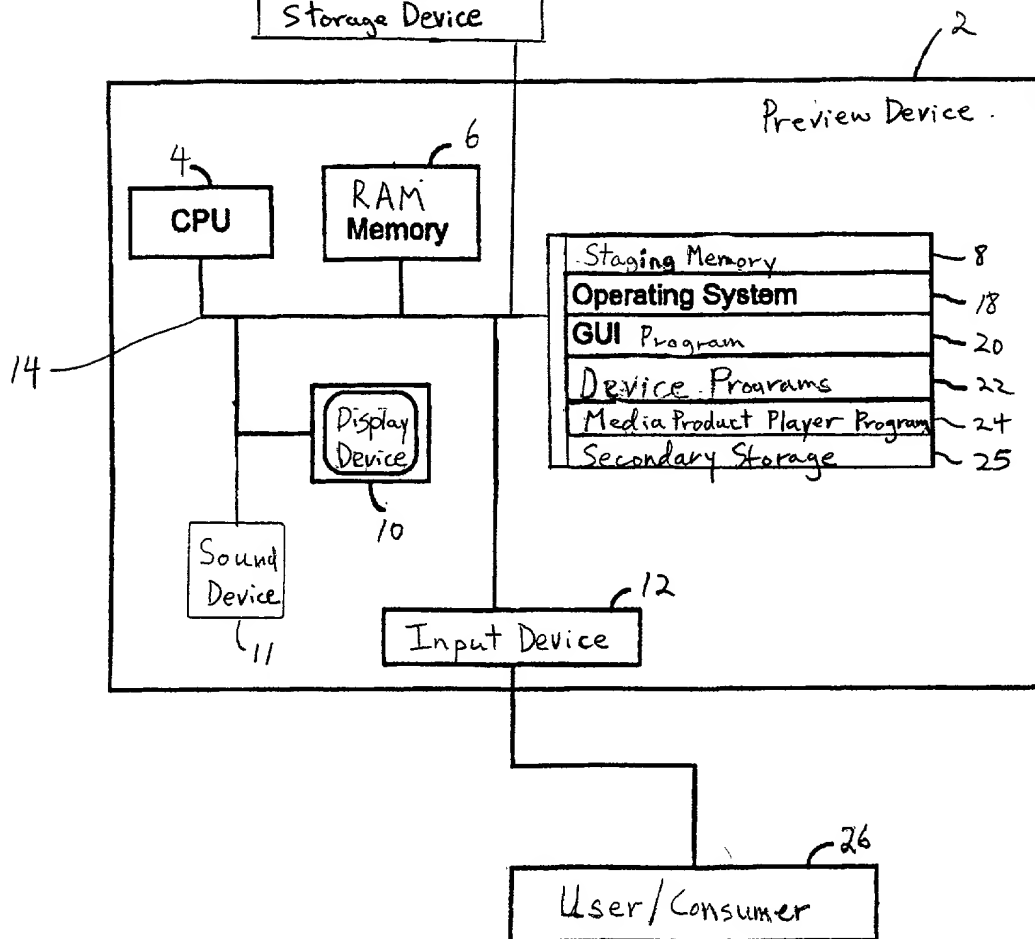 Storage Device
2
Preview Device.
4
6
CPU
RAM
Memory
Staging Memory
8
Operating System
18
GUI Program
20
14
Device Programs
22
Media Product Player Program
24
Secondary Storage
25
Display
Device
10
Sound
Device
11
12
Input Device
26
User/Consumer